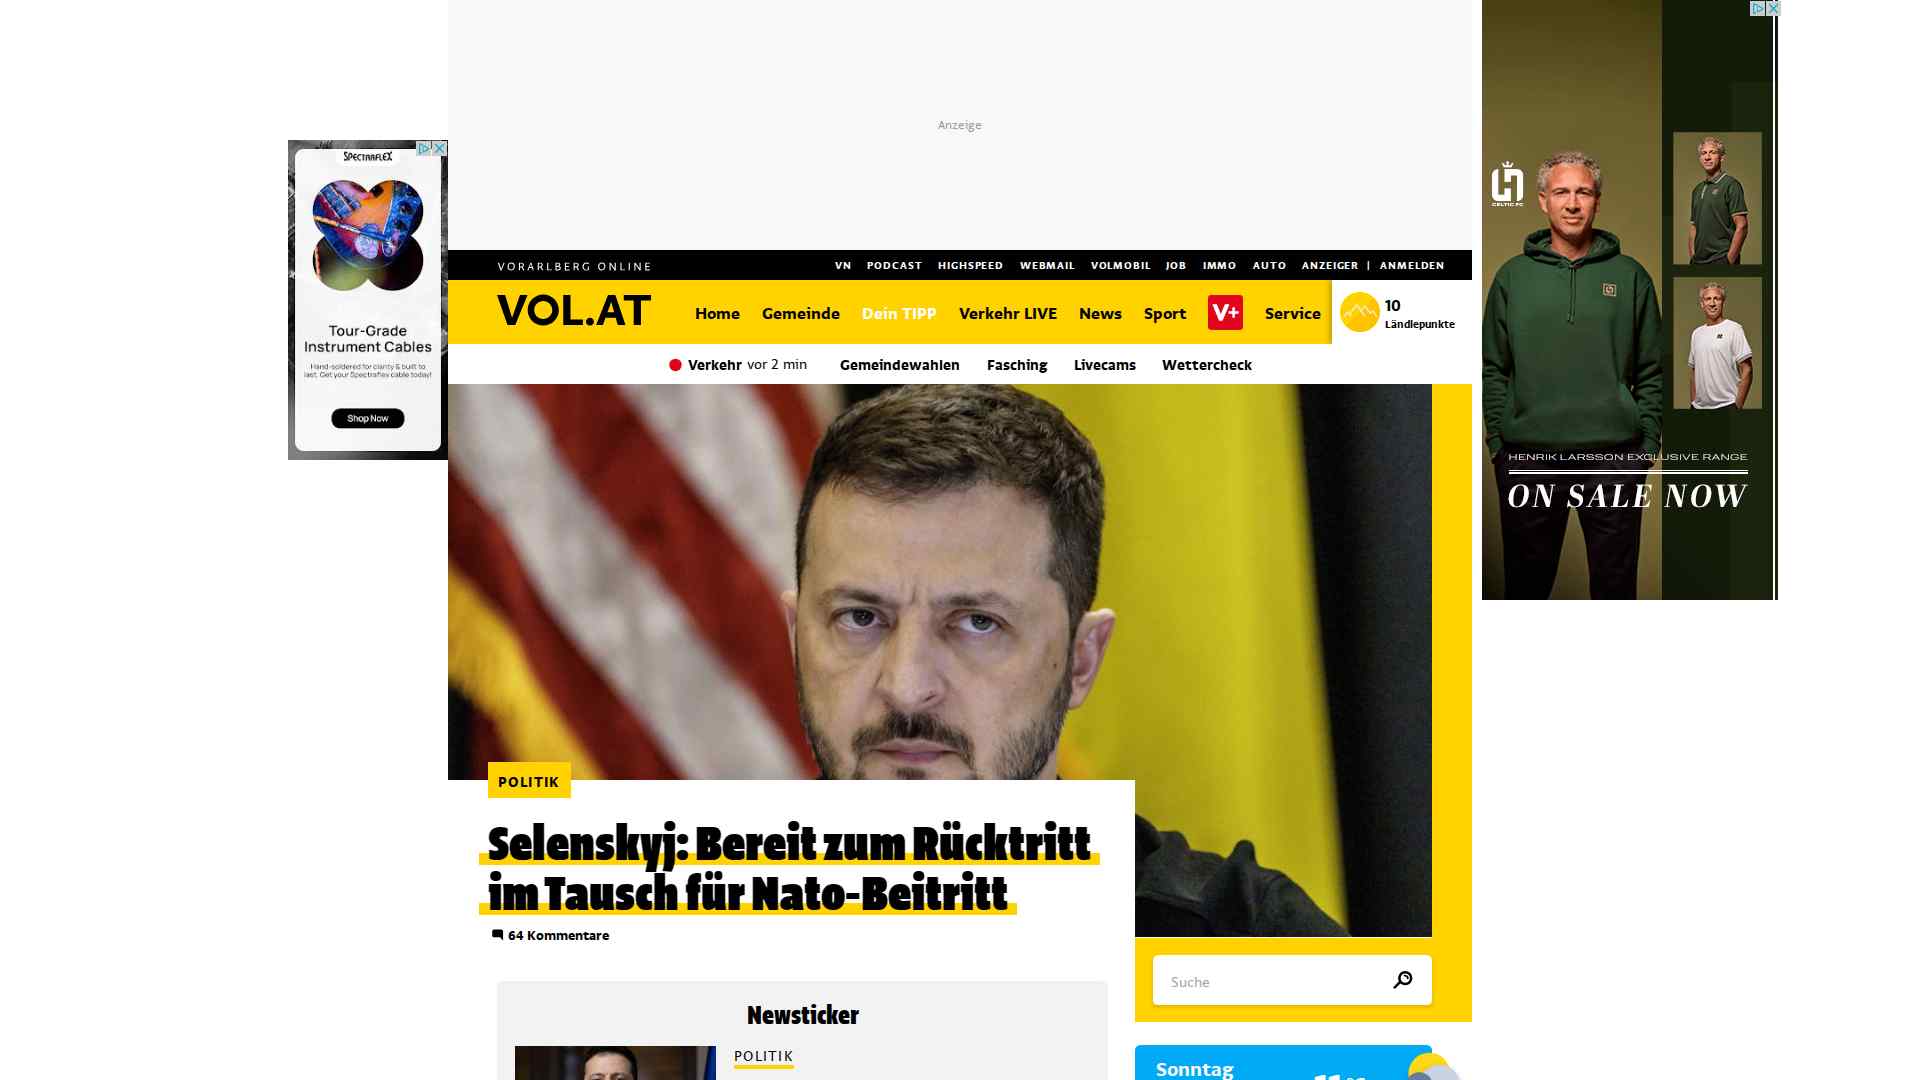 Anzeige
SPECTRAFLEX
Tour-Grade
Instrument Cables
Hand-soldered for clarity & built to
last. Get your Spectraflex cable today!
Shop Now
CELTIC FC
HENRIK LARSSON EXCLUSIVE RANGE
ON SALE NOW
VORARLBERG ONLINE
VN PODCAST HIGHSPEED WEBMAIL VOLMOBIL JOB IMMO AUTO ANZEIGER | ANMELDEN
VOL.AT
Home Gemeinde Dein TIPP Verkehr LIVE News Sport V+ Service
10
Ländlepunkte
Verkehr vor 2 min Gemeindewahlen Fasching Livecams Wettercheck
POLITIK
Selenskyj: Bereit zum Rücktritt
im Tausch für Nato-Beitritt
64 Kommentare
Suche
Newsticker
POLITIK
Sonntag
11 °C